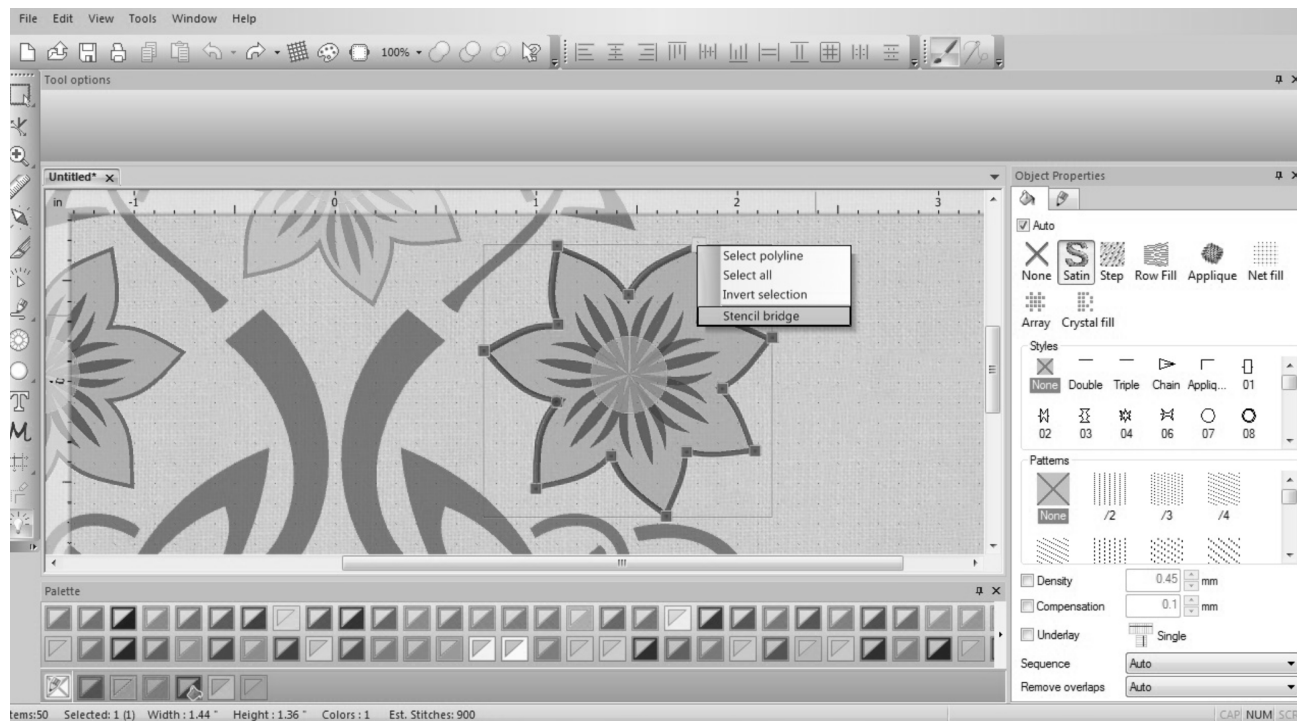 File Edit View Tools Window Help
100%
Tool options
Untitled* x
Object Properties
in -1 0 1 2 3
Auto
Select polyline
Select all
Invert selection
Stencil bridge
None Satin Step Row Fill Applique Net fill
Array Crystal fill
Styles
None Double Triple Chain Appliq... 01
02 03 04 06 07 08
Patterns
None /2 /3 /4
Density 0.45 mm
Compensation 0.1 mm
Underlay Single
Sequence Auto
Remove overlaps Auto
Palette
tems:50 Selected: 1 (1) Width : 1.44 " Height : 1.36 " Colors : 1 Est. Stitches: 900 CAP NUM SCR